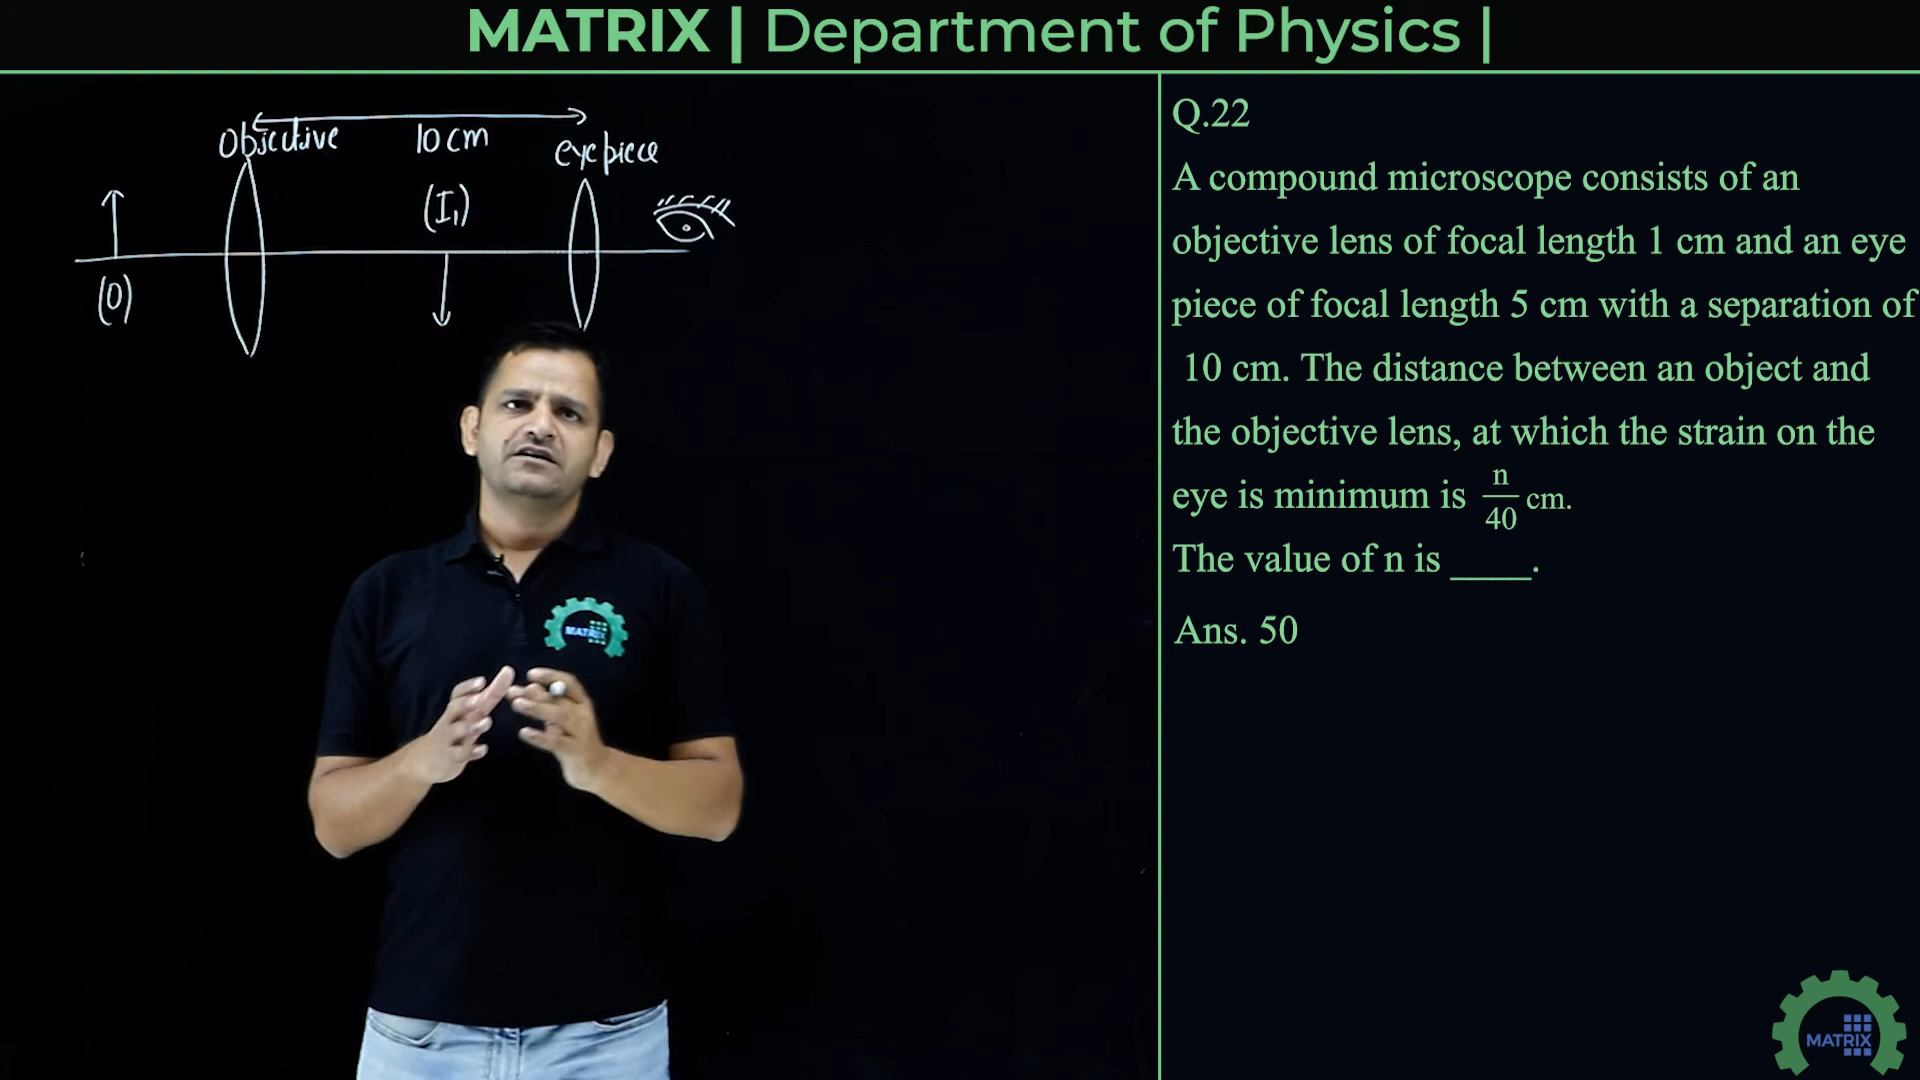 MATRIX | Department of Physics |
Objective
10 cm
eye piece
(I₁)
(O)
MATRIX
Q.22
A compound microscope consists of an
objective lens of focal length 1 cm and an eye
piece of focal length 5 cm with a separation of
10 cm. The distance between an object and
the objective lens, at which the strain on the
eye is minimum is n/40 cm.
The value of n is ____.
Ans. 50
MATRIX